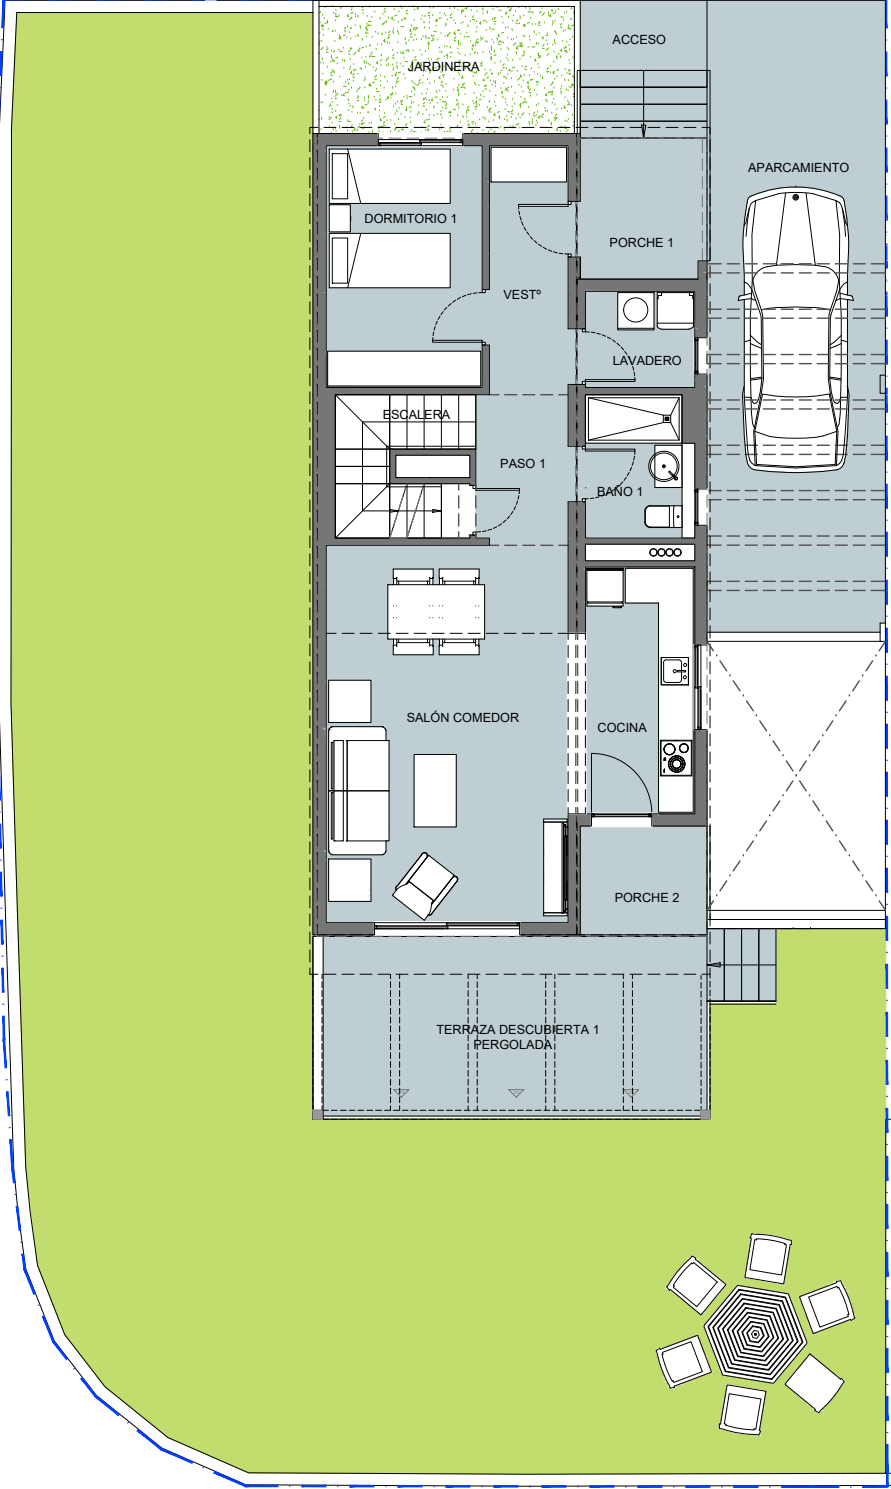 ACCESO
JARDINERA
APARCAMIENTO
DORMITORIO 1
PORCHE 1
VESTº
LAVADERO
ESCALERA
PASO 1
BAÑO 1
SALÓN COMEDOR
COCINA
PORCHE 2
TERRAZA DESCUBIERTA 1
PERGOLADA